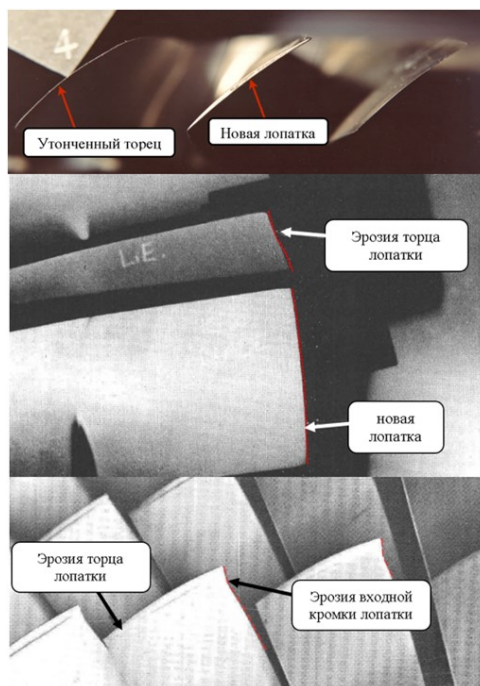 4
Утонченный торец
Новая лопатка
L.E.
Эрозия торца
лопатки
новая
лопатка
Эрозия торца
лопатки
Эрозия входной
кромки лопатки